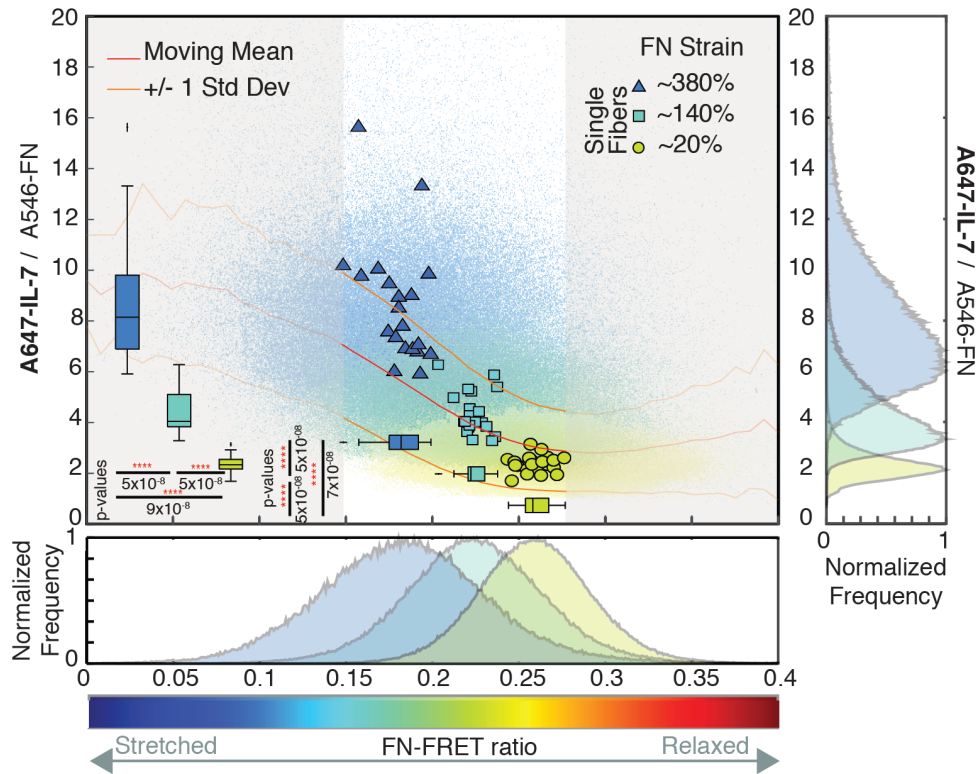 20
18
16
14
12
10
8
6
4
2
0
A647-IL-7 / A546-FN
Moving Mean
+/- 1 Std Dev
FN Strain
Single
Fibers
~380%
~140%
~20%
p-values
****
5x10-8
****
5x10-8
****
9x10-8
p-values
****
5x10-08
****
5x10-08
****
7x10-08
20
18
16
14
12
10
8
6
4
2
0
A647-IL-7 / A546-FN
0
1
Normalized
Frequency
Normalized
Frequency
1
0
0
0.05
0.1
0.15
0.2
0.25
0.3
0.35
0.4
Stretched
FN-FRET ratio
Relaxed